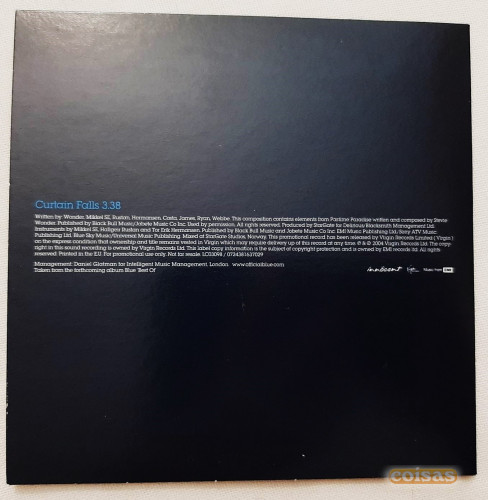 Curtain Falls 3.38
Written by Wonder, Mikkel SE, Rustan, Hermansen, Costa, James, Ryan, Webbe. This composition contains elements from Pastime Paradise written and composed by Stevie
Wonder. Published by Black Bull Music/Jobete Music Co Inc. Used by permission. All rights reserved. Produced by StarGate for Delirious Blacksmith Management Ltd.
Instruments by Mikkel SE, Hallgeir Rustan and Tor Erik Hermansen. Published by Black Bull Music and Jobete Music Co Inc EMI Music Publishing Ltd/Sony ATV Music
Publishing Ltd, Blue Sky Music/Universal Music Publishing. Mixed at StarGate Studios, Norway. This promotional record has been released by Virgin Records Limited ('Virgin')
on the express condition that ownership and title remains vested in Virgin which may require delivery up of this record at any time. ℗ & © 2004 Virgin Records Ltd. The copy-
right in this sound recording is owned by Virgin Records Ltd. This label copy information is the subject of copyright protection and is owned by EMI records ltd. All rights
reserved. Printed in the E.U. For promotional use only. Not for resale. LC03098 / 0724381637029
Management: Daniel Glatman for Intelligent Music Management, London. www.officialblue.com
Taken from the forthcoming album Blue 'Best Of'
innocent
Music from EMI
coisas